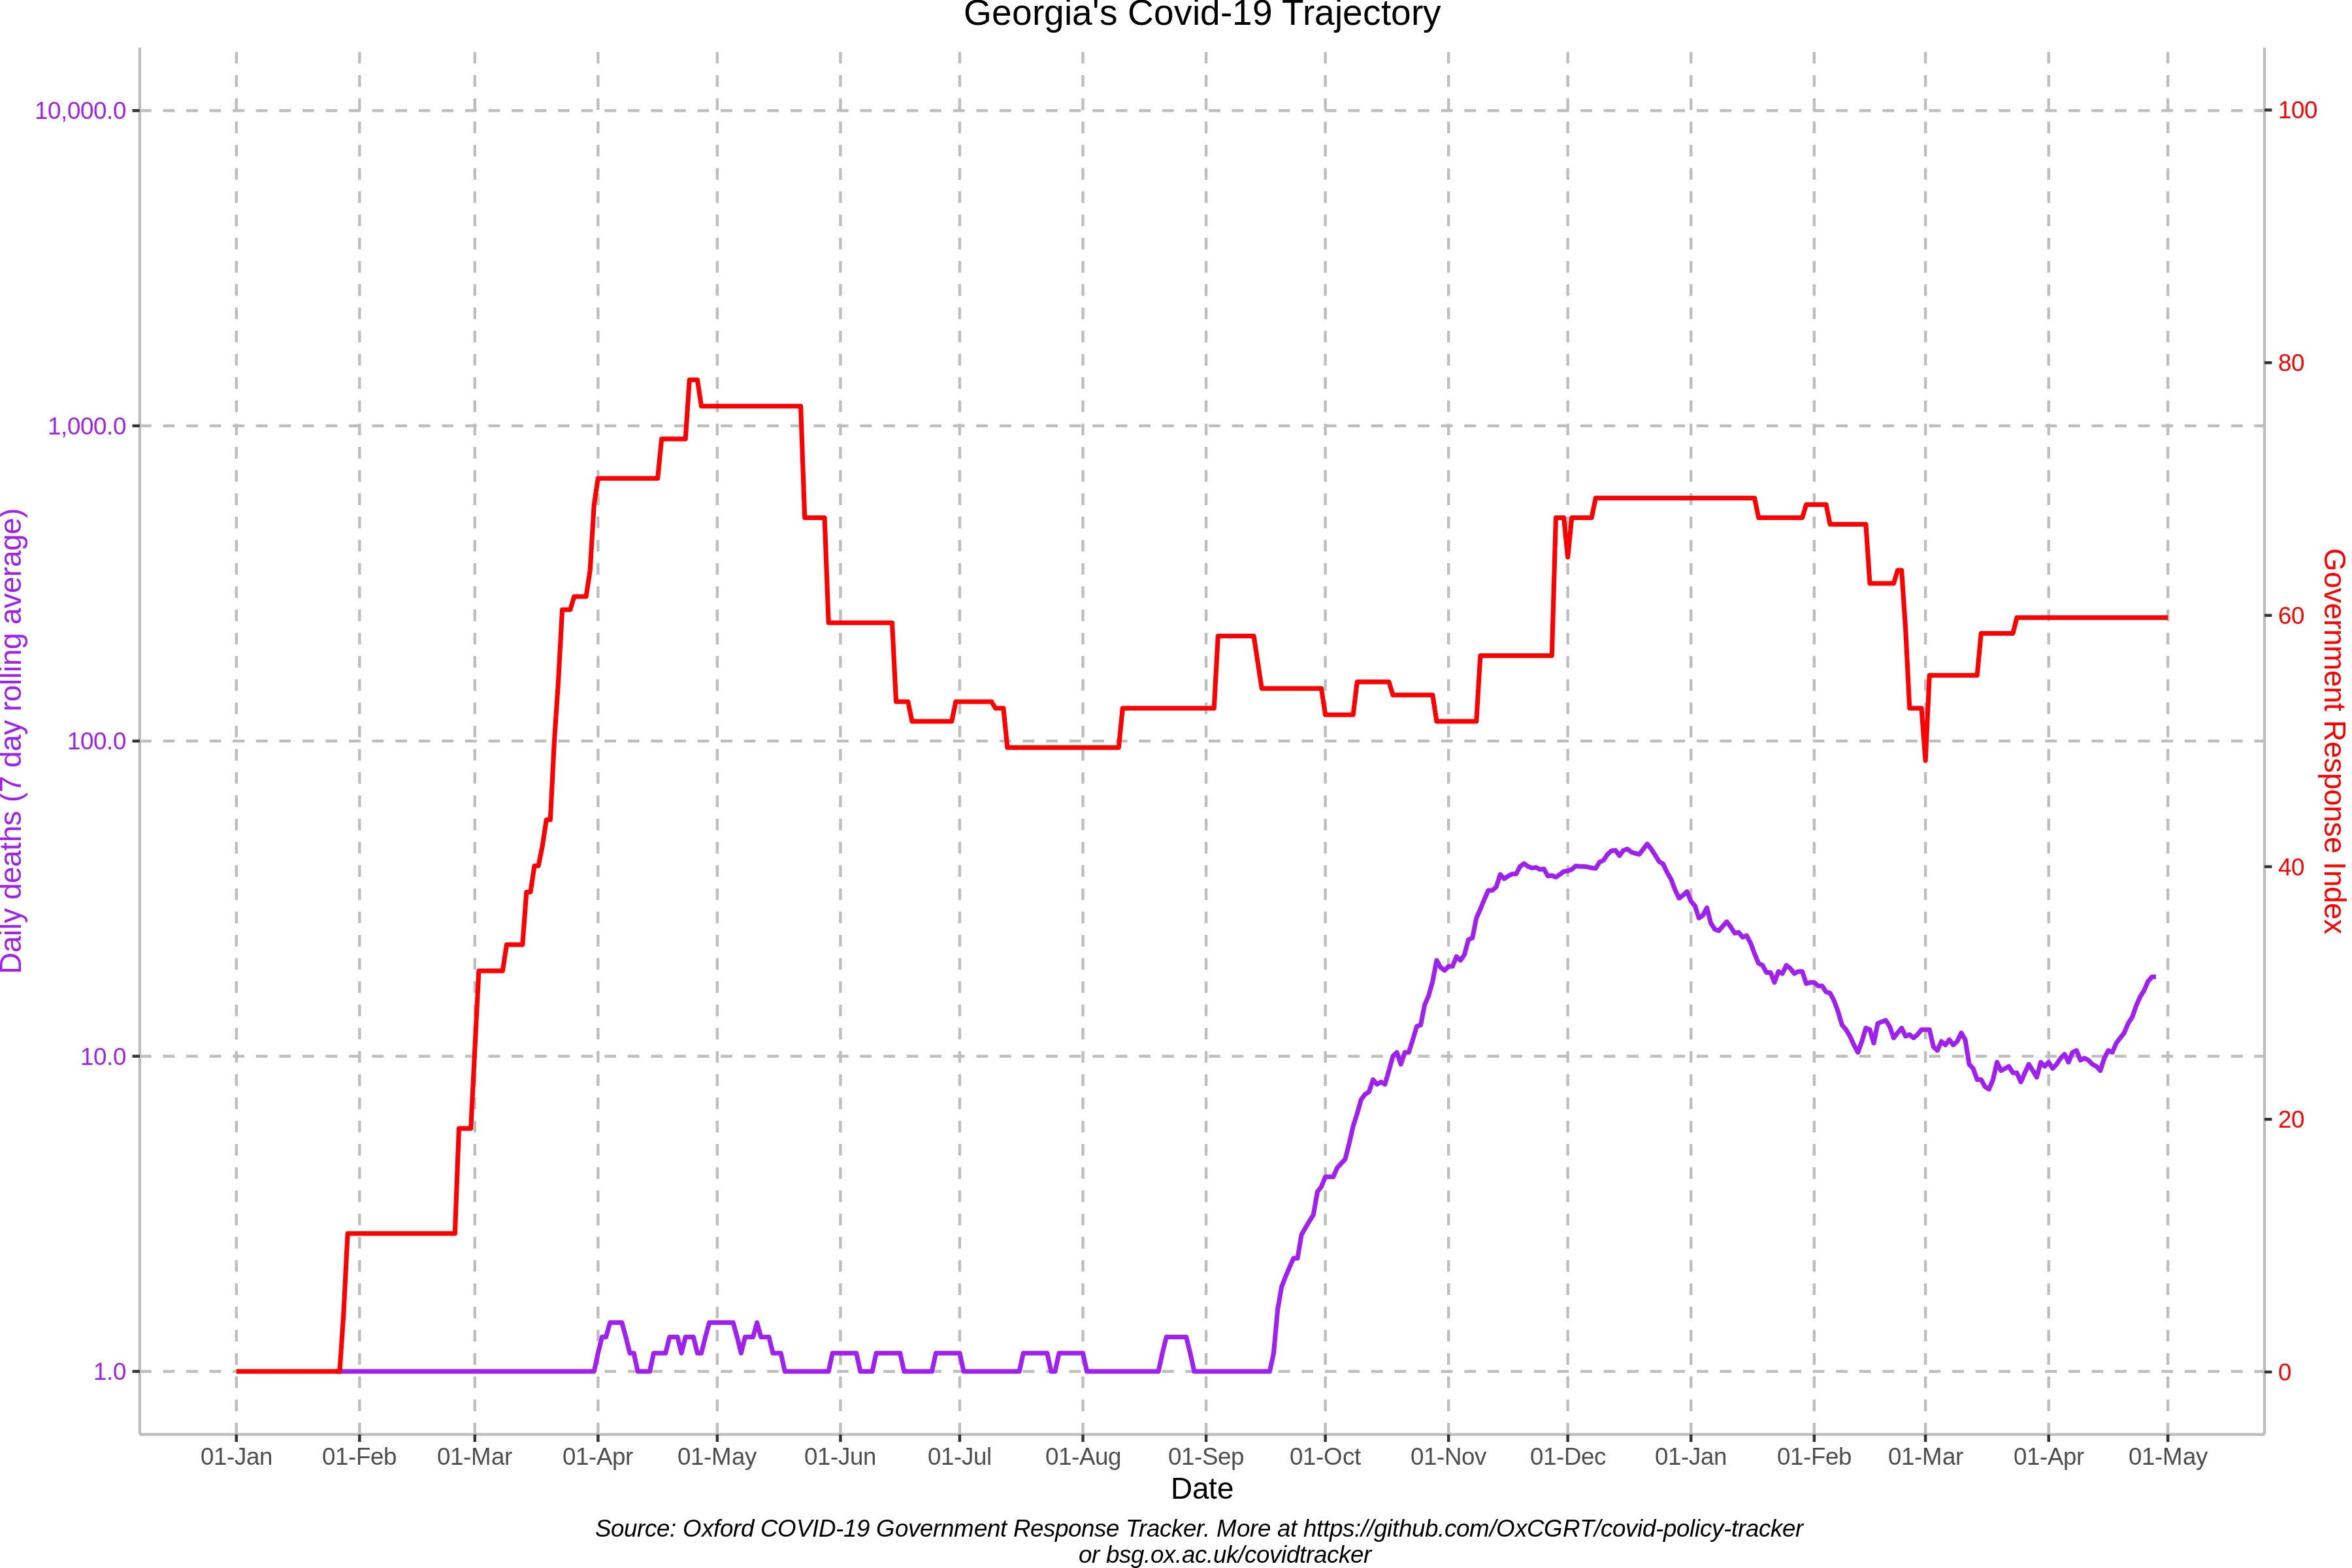 Georgia's Covid-19 Trajectory
10,000.0
1,000.0
100.0
10.0
1.0
Daily deaths (7 day rolling average)
100
80
60
40
20
0
Government Response Index
01-Jan 01-Feb 01-Mar 01-Apr 01-May 01-Jun 01-Jul 01-Aug 01-Sep 01-Oct 01-Nov 01-Dec 01-Jan 01-Feb 01-Mar 01-Apr 01-May
Date
Source: Oxford COVID-19 Government Response Tracker. More at https://github.com/OxCGRT/covid-policy-tracker
or bsg.ox.ac.uk/covidtracker